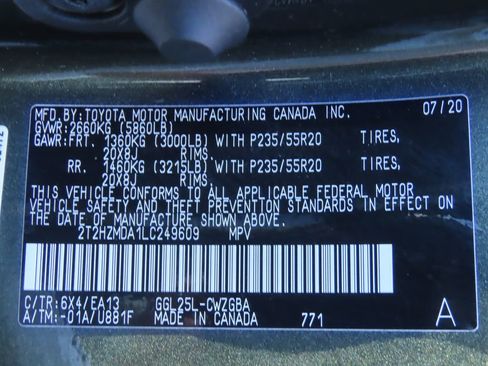 MFD.BY:TOYOTA MOTOR MANUFACTURING CANADA INC. 07/20
GVWR:2660KG (5860LB)
GAWR:FRT. 1360KG (3000LB) WITH P235/55R20 TIRES,
20X8J RIMS.
RR. 1460KG (3215LB) WITH P235/55R20 TIRES,
20X8J RIMS.
THIS VEHICLE CONFORMS TO ALL APPLICABLE FEDERAL MOTOR
VEHICLE SAFETY AND THEFT PREVENTION STANDARDS IN EFFECT ON
THE DATE OF MANUFACTURE SHOWN ABOVE.
2T2HZMDA1LC249609 MPV
C/TR:6X4/EA13 GGL25L-CWZGBA
A/TM:-01A/U881F MADE IN CANADA 771 A